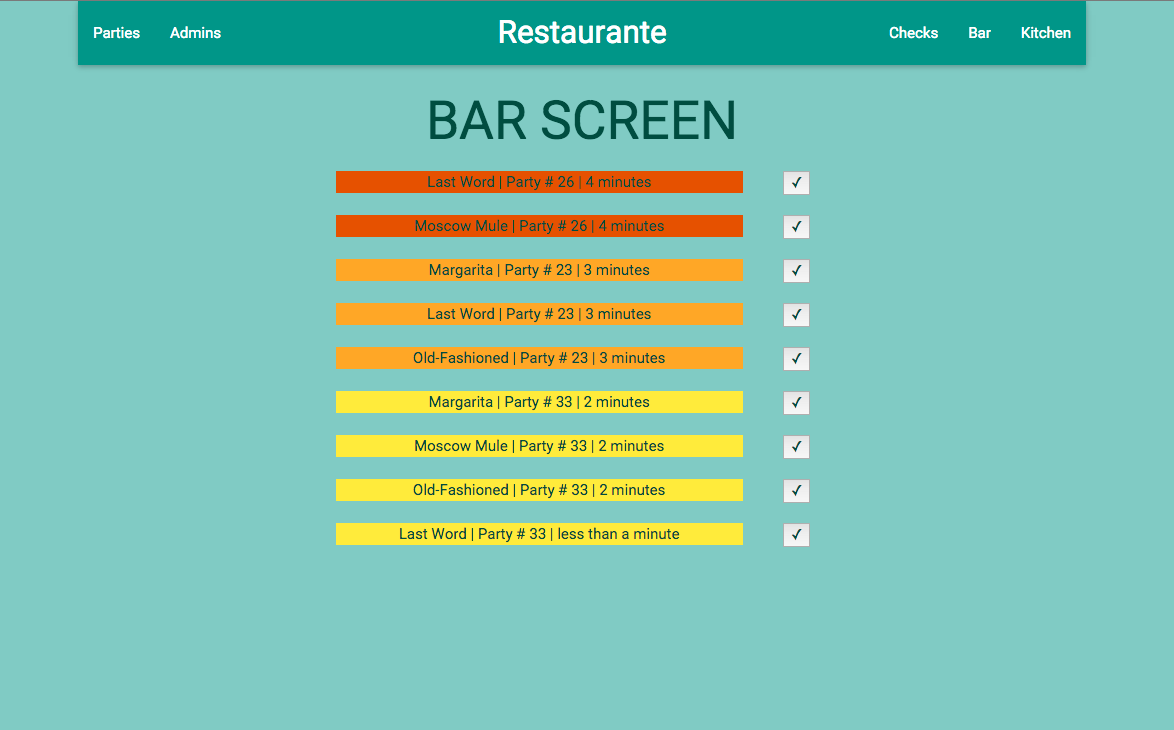 Parties Admins Restaurante Checks Bar Kitchen
BAR SCREEN
Last Word | Party # 26 | 4 minutes ✓
Moscow Mule | Party # 26 | 4 minutes ✓
Margarita | Party # 23 | 3 minutes ✓
Last Word | Party # 23 | 3 minutes ✓
Old-Fashioned | Party # 23 | 3 minutes ✓
Margarita | Party # 33 | 2 minutes ✓
Moscow Mule | Party # 33 | 2 minutes ✓
Old-Fashioned | Party # 33 | 2 minutes ✓
Last Word | Party # 33 | less than a minute ✓